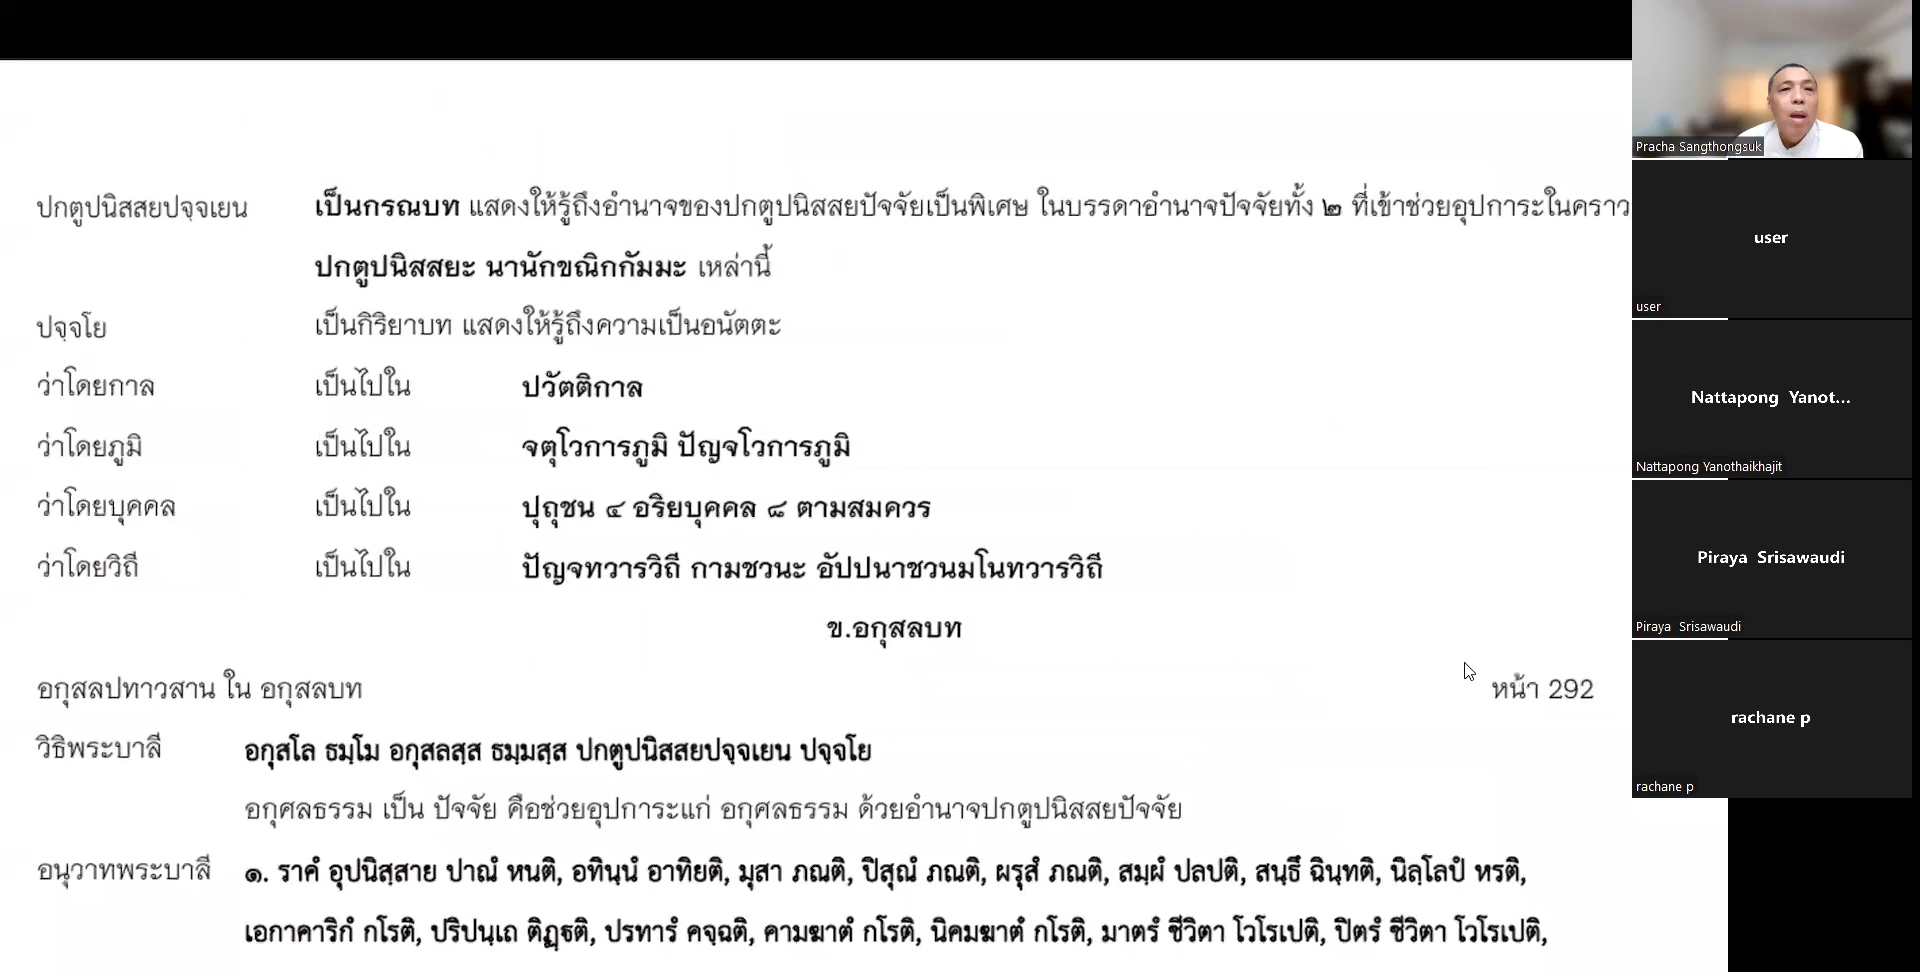 ปกตูปนิสสยปจฺจเยน เป็นกรณบท แสดงให้รู้ถึงอำนาจของปกตูปนิสสยปัจจัยเป็นพิเศษ ในบรรดาอำนาจปัจจัยทั้ง ๒ ที่เข้าช่วยอุปการะในคราว
ปกตูปนิสสยะ นานักขณิกกัมมะ เหล่านี้
ปจฺจโย เป็นกิริยาบท แสดงให้รู้ถึงความเป็นอนัตตะ
ว่าโดยกาล เป็นไปใน ปวัตติกาล
ว่าโดยภูมิ เป็นไปใน จตุโวการภูมิ ปัญจโวการภูมิ
ว่าโดยบุคคล เป็นไปใน ปุถุชน ๔ อริยบุคคล ๘ ตามสมควร
ว่าโดยวิถี เป็นไปใน ปัญจทวารวิถี กามชวนะ อัปปนาชวนมโนทวารวิถี
ข.อกุสลบท
อกุสลปทาวสาน ใน อกุสลบท หน้า 292
วิธิพระบาลี อกุสโล ธมฺโม อกุสลสฺส ธมฺมสฺส ปกตูปนิสสยปจฺจเยน ปจฺจโย
อกุศลธรรม เป็น ปัจจัย คือช่วยอุปการะแก่ อกุศลธรรม ด้วยอำนาจปกตูปนิสสยปัจจัย
อนุวาทพระบาลี ๑. ราคํ อุปนิสฺสาย ปาณํ หนติ, อทินฺนํ อาทิยติ, มุสา ภณติ, ปิสุณํ ภณติ, ผรุสํ ภณติ, สมฺผํ ปลปติ, สนฺธึ ฉินฺทติ, นิลฺโลปํ หรติ,
เอกาคาริกํ กโรติ, ปริปนฺเถ ติฏฺฐติ, ปรทารํ คจฺฉติ, คามฆาตํ กโรติ, นิคมฆาตํ กโรติ, มาตรํ ชีวิตา โวโรเปติ, ปิตรํ ชีวิตา โวโรเปติ,
Pracha Sangthongsuk
user
user
Nattapong Yanot...
Nattapong Yanothaikhajit
Piraya Srisawaudi
Piraya Srisawaudi
rachane p
rachane p